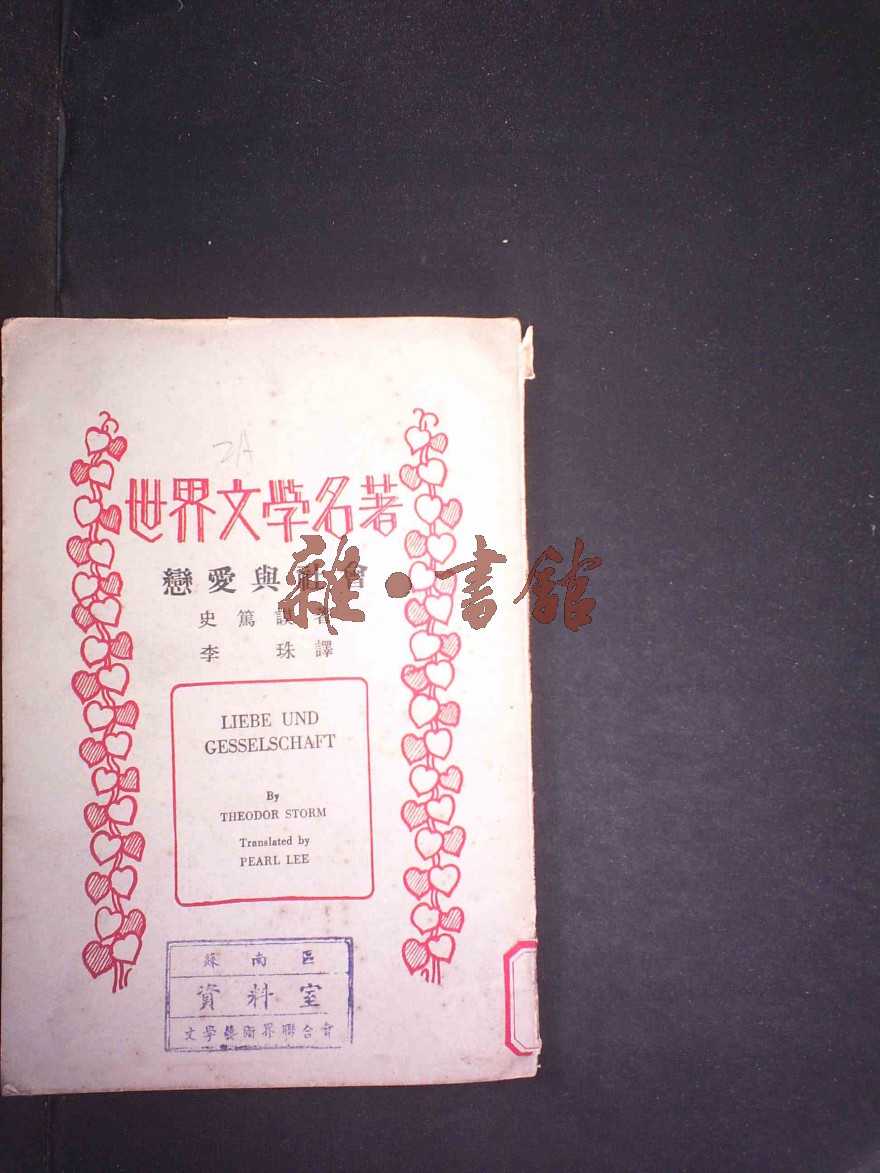 世界文學名著
戀愛與社會
史篤謨著
李珠譯
LIEBE UND
GESSELSCHAFT
By
THEODOR STORM
Translated by
PEARL LEE
蘇南區
資料室
文學藝術界聯合會
雜·書館